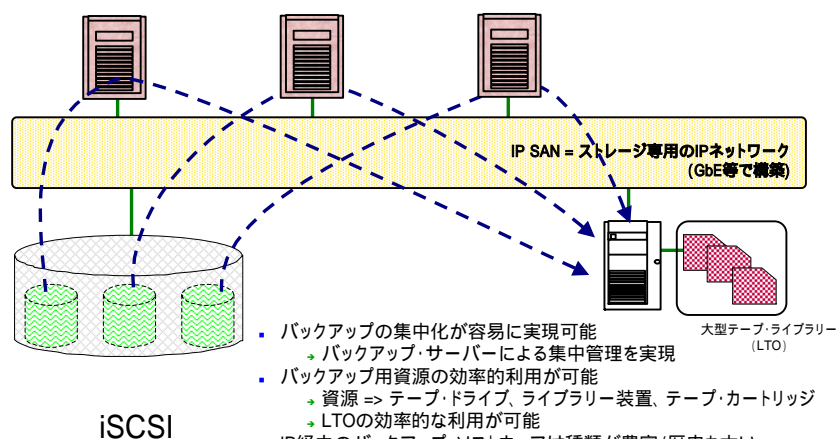 IP SAN = ストレージ専用のIPネットワーク
(GbE等で構築)
大型テープ・ライブラリー
(LTO)
バックアップの集中化が容易に実現可能
バックアップ・サーバーによる集中管理を実現
バックアップ用資源の効率的利用が可能
資源 => テープ・ドライブ、ライブラリー装置、テープ・カートリッジ
LTOの効率的な利用が可能
iSCSI